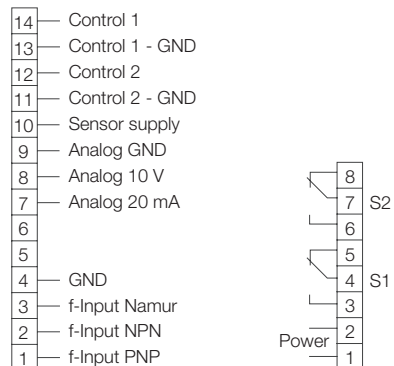 14 Control 1
13 Control 1 - GND
12 Control 2
11 Control 2 - GND
10 Sensor supply
9 Analog GND
8 Analog 10 V
7 Analog 20 mA
6
5
4 GND
3 f-Input Namur
2 f-Input NPN
1 f-Input PNP
8
7 S2
6
5
4 S1
3
Power 2
1